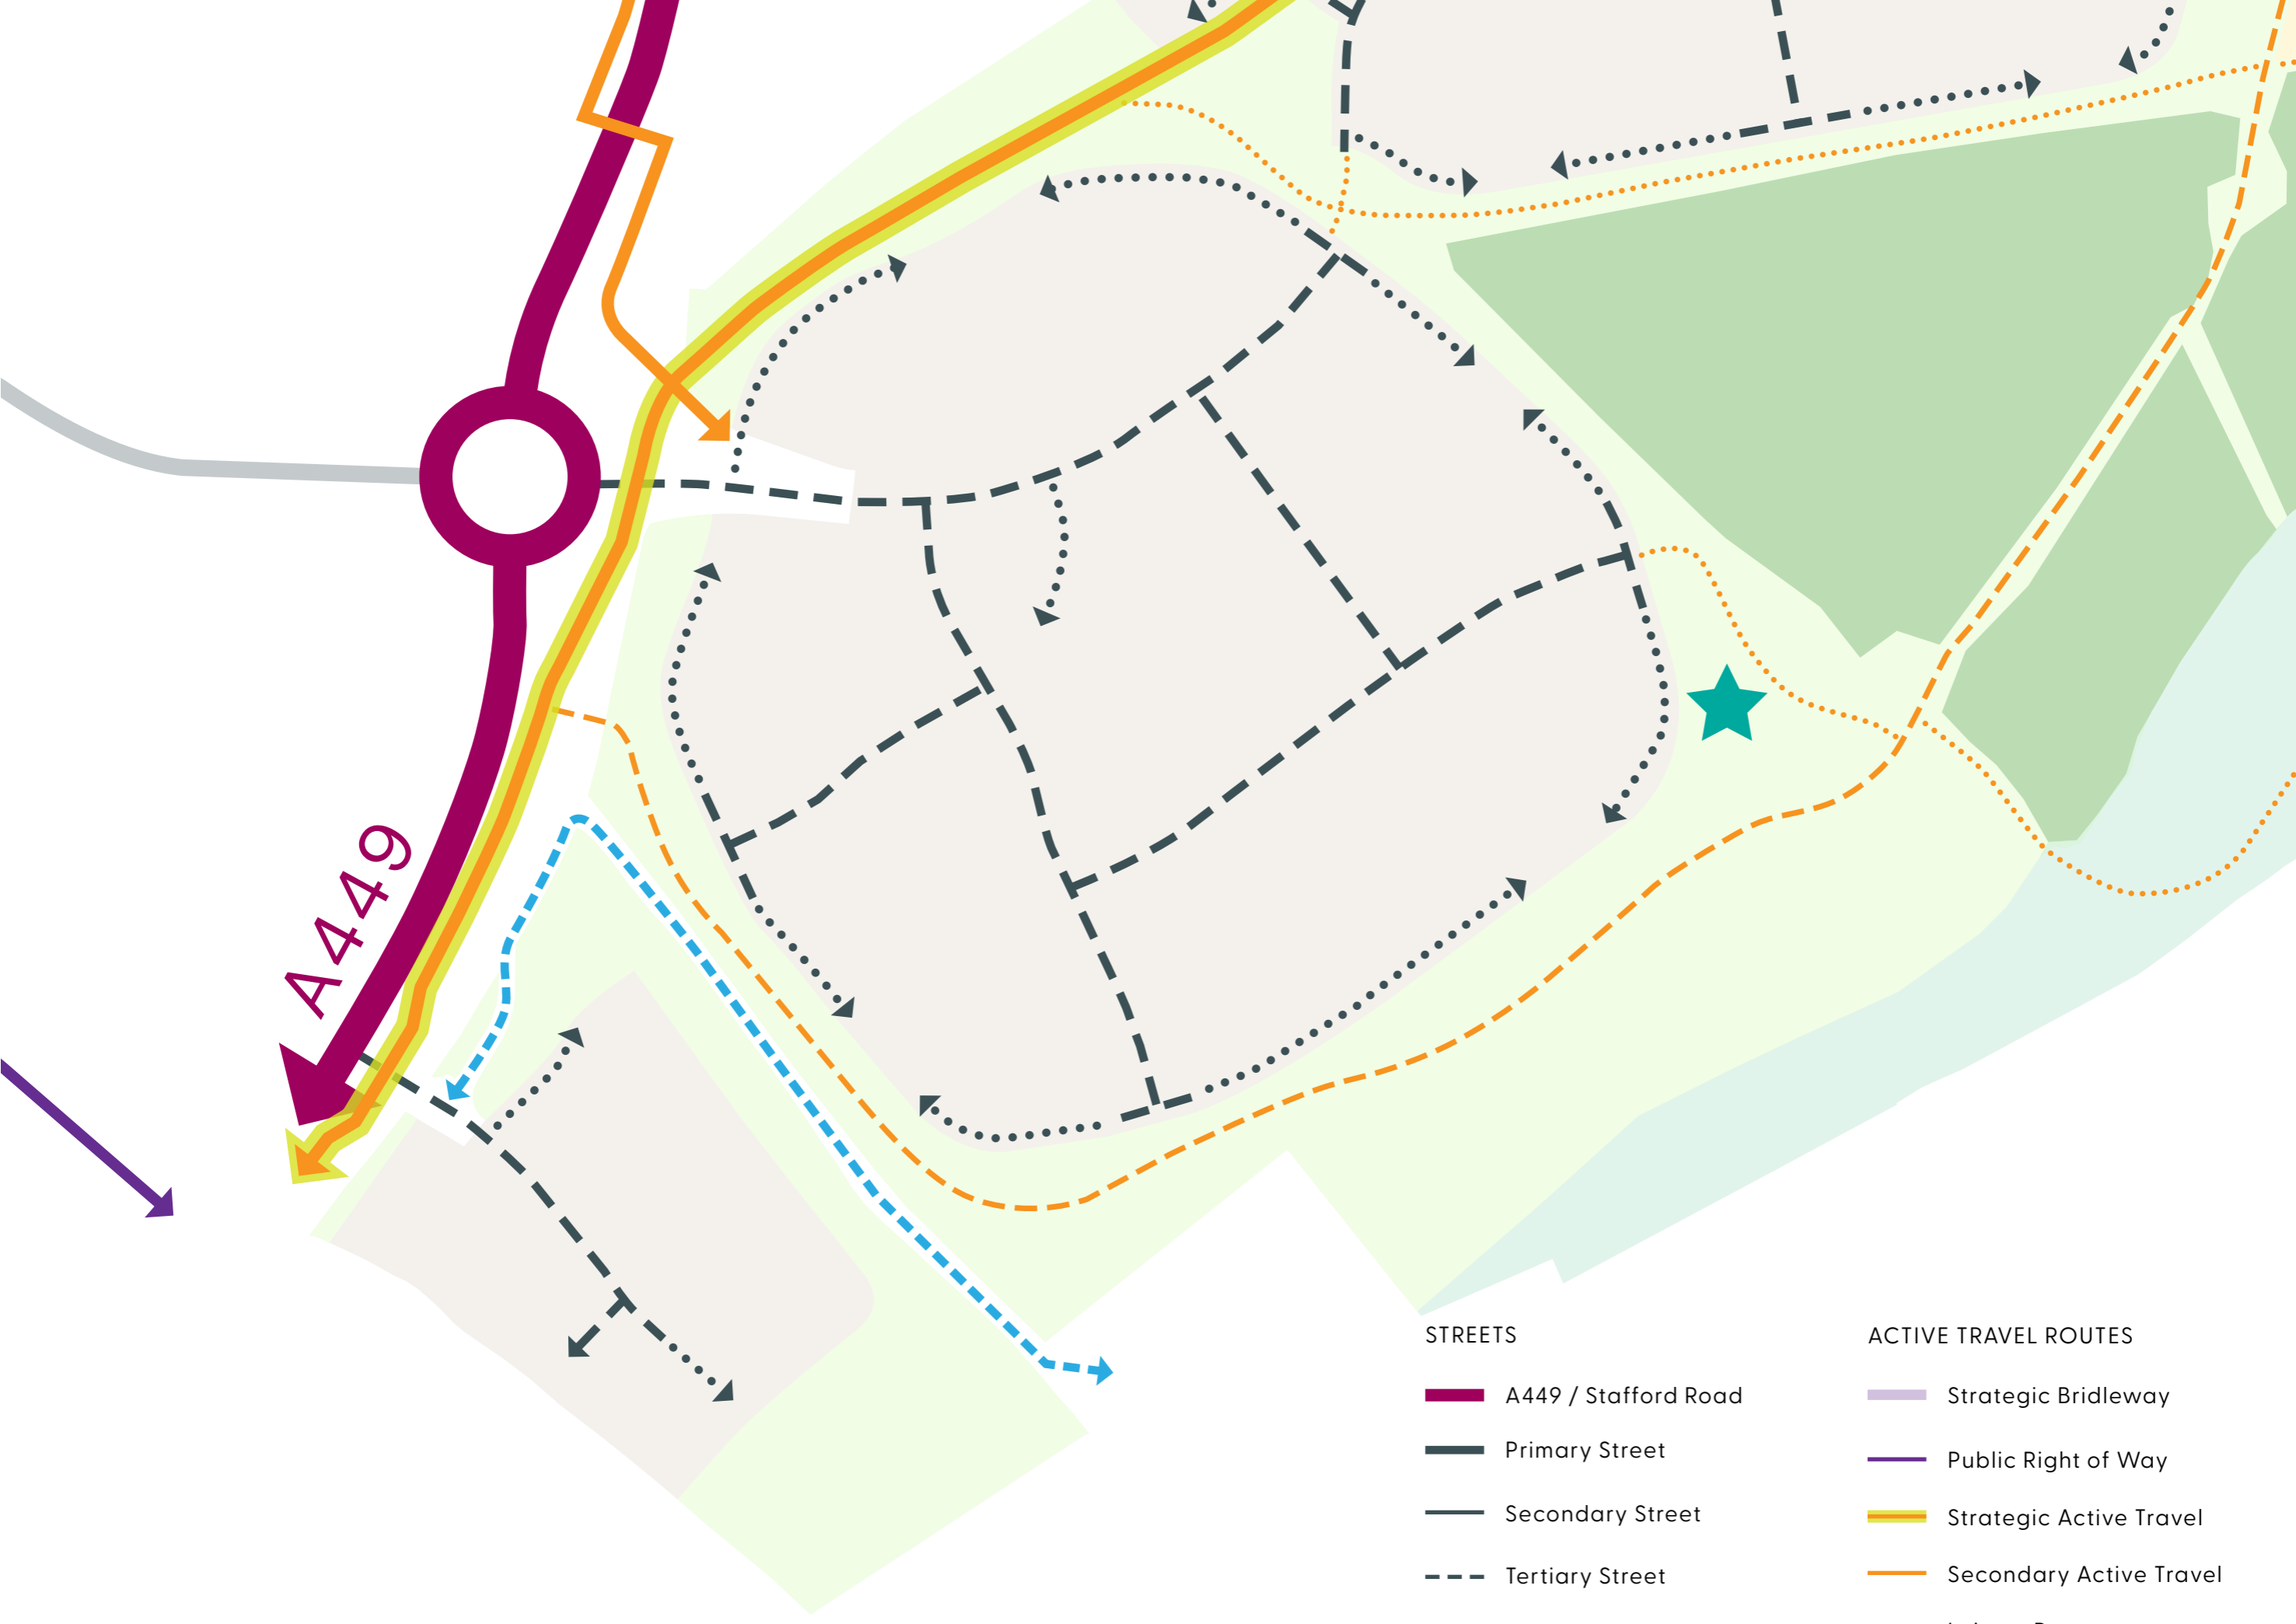 A449
STREETS
A449 / Stafford Road
Primary Street
Secondary Street
Tertiary Street
ACTIVE TRAVEL ROUTES
Strategic Bridleway
Public Right of Way
Strategic Active Travel
Secondary Active Travel